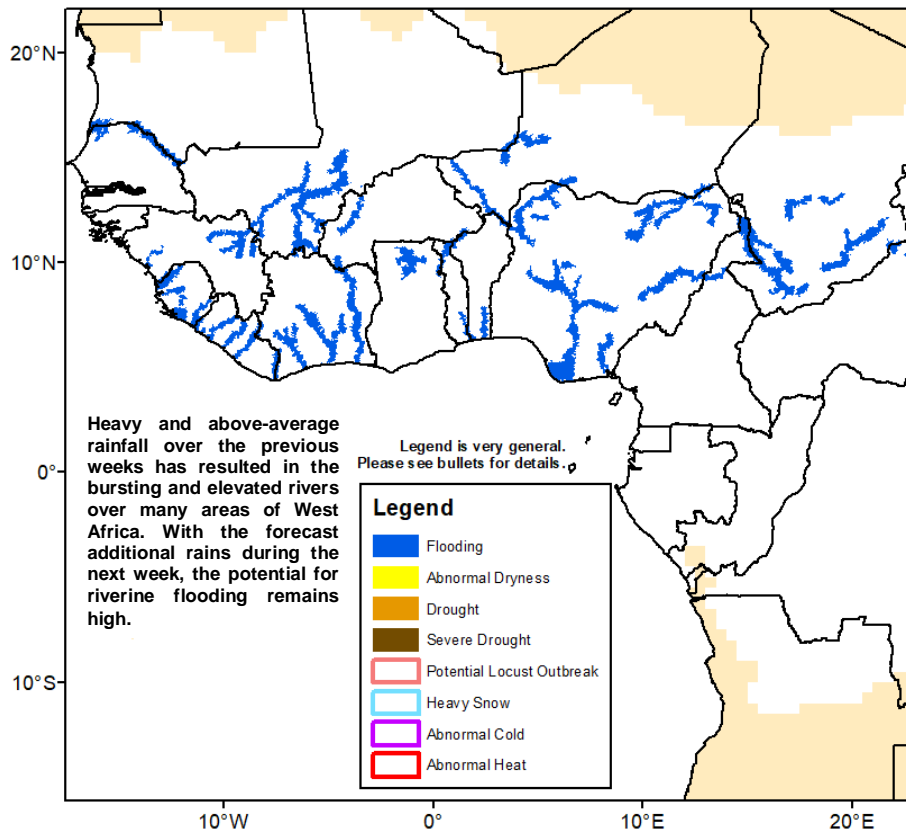 20°N
10°N
0°
10°S
Heavy and above-average
rainfall over the previous
weeks has resulted in the
bursting and elevated rivers
over many areas of West
Africa. With the forecast
additional rains during the
next week, the potential for
riverine flooding remains
high.
Legend is very general.
Please see bullets for details.
Legend
Flooding
Abnormal Dryness
Drought
Severe Drought
Potential Locust Outbreak
Heavy Snow
Abnormal Cold
Abnormal Heat
10°W
0°
10°E
20°E